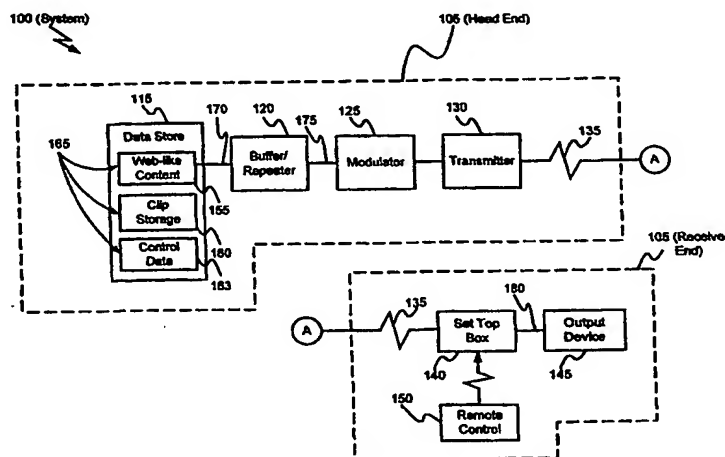 100 (System)
105 (Head End)
115
170
120
175
125
130
135
165
Data Store
Web-like
Content
155
Clip
Storage
160
Control
Data
163
Buffer/
Repeater
Modulator
Transmitter
A
105 (Receive
End)
A
135
Set Top
Box
140
180
Output
Device
145
150
Remote
Control